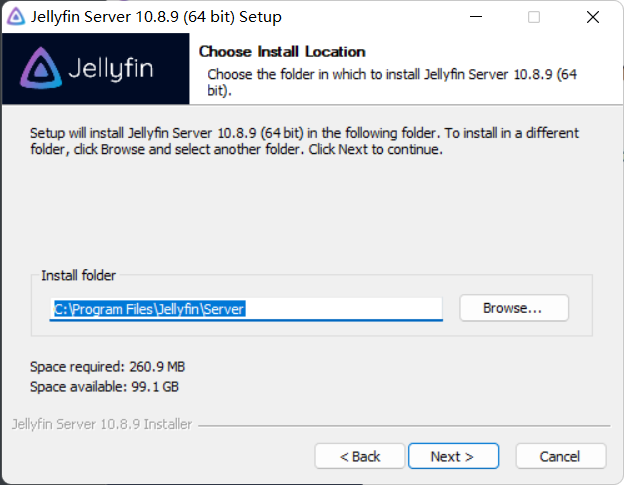 Jellyfin Server 10.8.9 (64 bit) Setup
Jellyfin
Choose Install Location
Choose the folder in which to install Jellyfin Server 10.8.9 (64
bit).
Setup will install Jellyfin Server 10.8.9 (64 bit) in the following folder. To install in a different
folder, click Browse and select another folder. Click Next to continue.
Install folder
C:\Program Files\Jellyfin\Server
Browse...
Space required: 260.9 MB
Space available: 99.1 GB
Jellyfin Server 10.8.9 Installer
< Back
Next >
Cancel